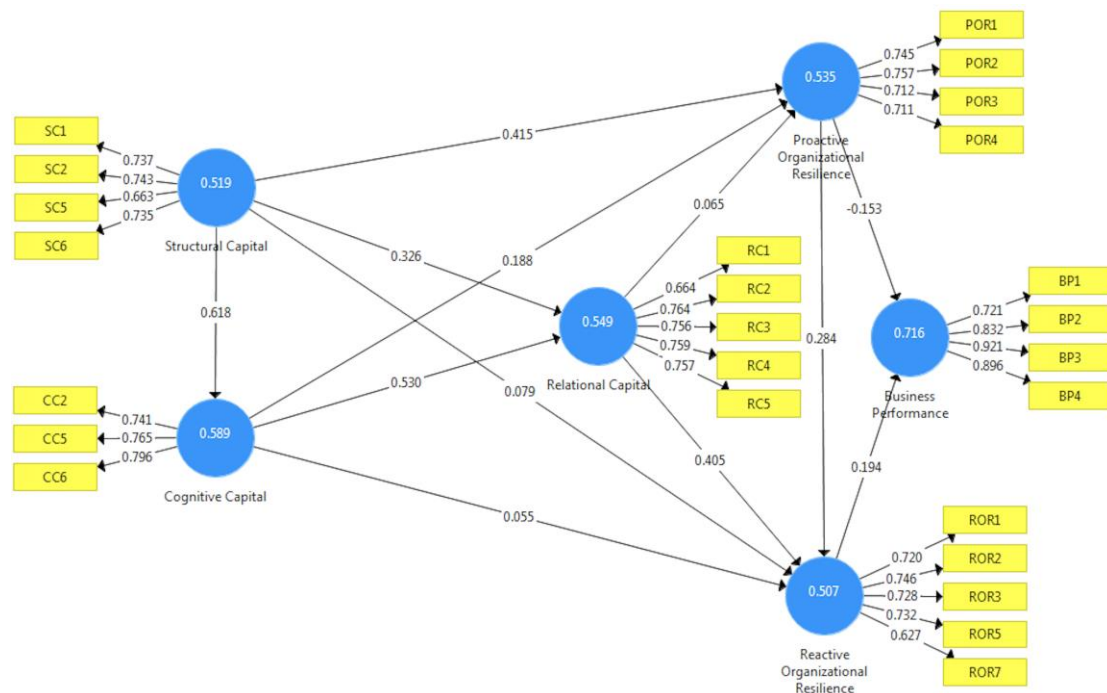 POR1
0.745
POR2
0.757
0.535
0.712
POR3
0.711
POR4
Proactive
Organizational
Resilience
SC1
0.737
SC2
0.743
0.519
SC5
0.663
0.735
SC6
Structural Capital
0.415
0.065
-0.153
0.326
0.188
0.618
RC1
0.664
RC2
0.764
0.549
0.756
RC3
0.759
RC4
0.757
RC5
Relational Capital
0.284
BP1
0.721
BP2
0.832
0.716
0.921
BP3
0.896
BP4
Business
Performance
0.530
0.079
CC2
0.741
CC5
0.765
0.589
CC6
0.796
Cognitive Capital
0.405
0.194
0.055
ROR1
0.720
ROR2
0.746
0.507
0.728
ROR3
0.732
ROR5
0.627
ROR7
Reactive
Organizational
Resilience